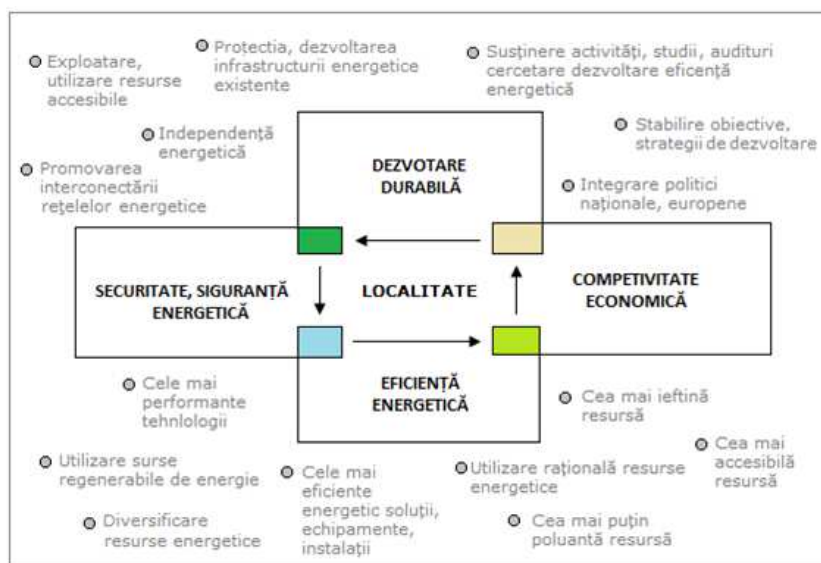 Exploatare,
utilizare resurse
accesibile
Protectia, dezvoltarea
infrastructurii energetice
existente
Susținere activități, studii, audituri
cercetare dezvoltare eficență
energetică
Independență
energetică
Stabilire obiective,
strategii de dezvoltare
Promovarea
interconectării
rețelelor energetice
DEZVOTARE
DURABILĂ
Integrare politici
naționale, europene
SECURITATE, SIGURANȚĂ
ENERGETICĂ
LOCALITATE
COMPETIVITATE
ECONOMICĂ
EFICIENȚĂ
ENERGETICĂ
Cele mai
performante
tehnlologii
Cea mai ieftină
resursă
Utilizare surse
regenerabile de energie
Cele mai
eficiente
energetic soluții,
echipamente,
instalații
Utilizare rațională resurse
energetice
Cea mai
accesibilă
resursă
Diversificare
resurse energetice
Cea mai puțin
poluantă resursă